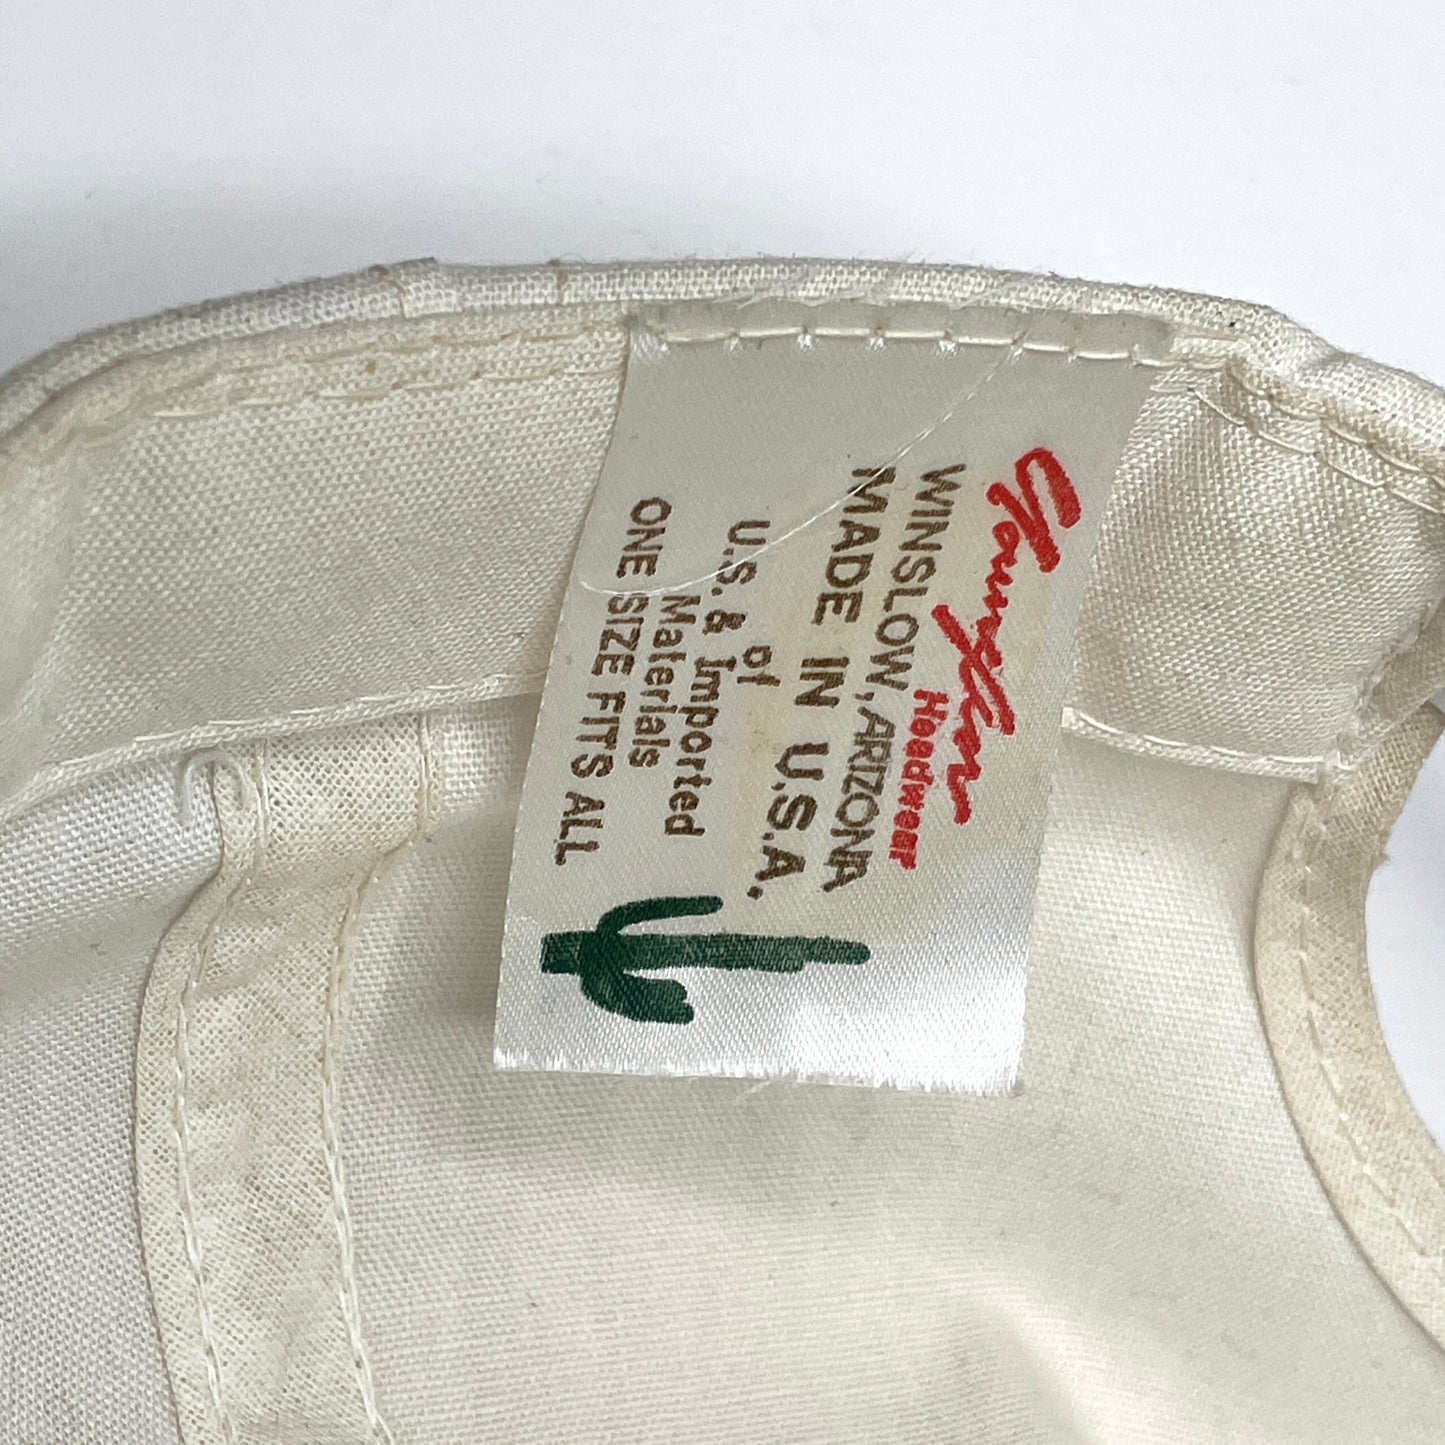 YoungAn
Headwear
WINSLOW, ARIZONA
MADE IN U.S.A.
of
U.S. & Imported
Materials
ONE SIZE FITS ALL